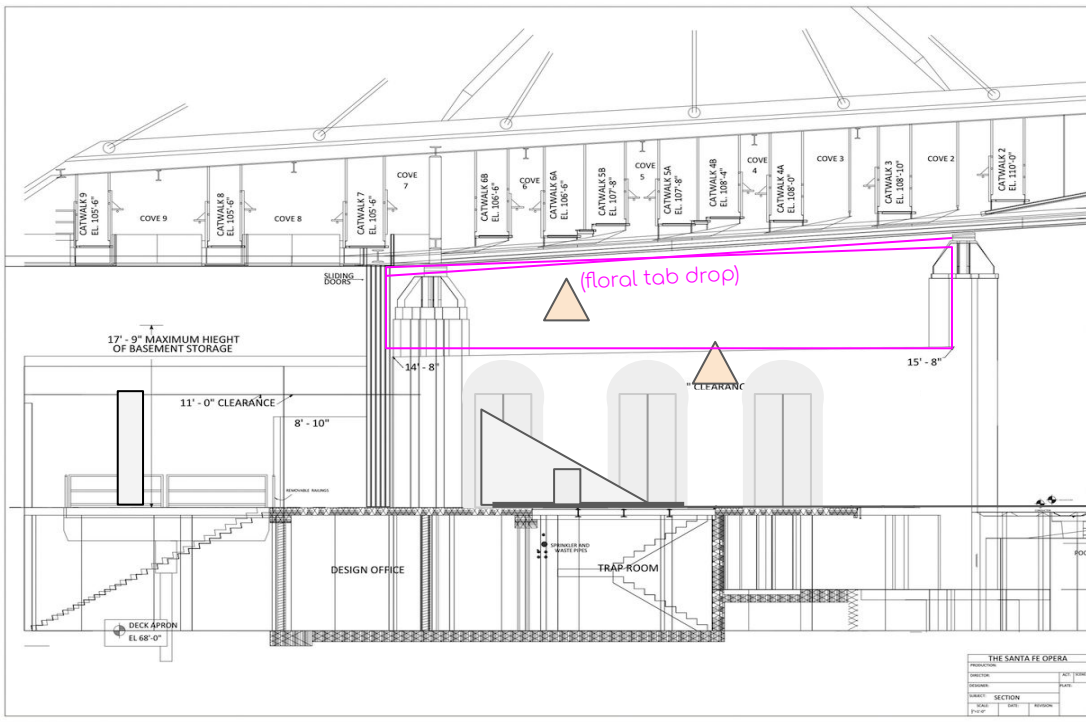 CATWALK 9
EL. 105'-6"
COVE 9
CATWALK 8
EL. 105'-6"
COVE 8
CATWALK 7
EL. 105'-6"
COVE
7
CATWALK 6B
EL. 106'-6"
COVE
6
CATWALK 6A
EL. 106'-6"
CATWALK 5B
EL. 107'-8"
COVE
5
CATWALK 5A
EL. 107'-8"
CATWALK 4B
EL. 108'-4"
COVE
4
CATWALK 4A
EL. 108'-0"
COVE 3
CATWALK 3
EL. 108'-10"
COVE 2
CATWALK 2
EL. 110'-0"
SLIDING
DOORS
(floral tab drop)
17' - 9" MAXIMUM HIEGHT
OF BASEMENT STORAGE
14' - 8"
15' - 8"
" CLEARANC
11' - 0" CLEARANCE
8' - 10"
REMOVABLE RAILINGS
SPRINKLER AND
WASTE PIPES
DESIGN OFFICE
TRAP ROOM
DECK APRON
EL 68'-0"
THE SANTA FE OPERA
PRODUCTION:
DIRECTOR:
ACT:
DESIGNER:
PLATE:
SUBJECT: SECTION
SCALE:
DATE:
REVISION: